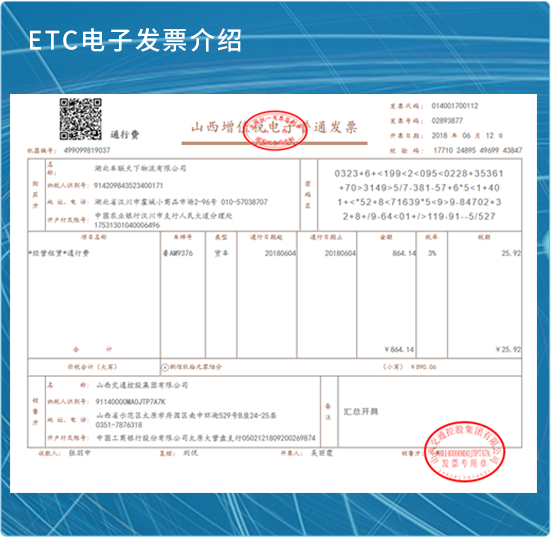 ETC电子发票介绍
山西增值税电子普通发票
通行费
发票代码: 014001700112
发票号码: 02893877
开票日期: 2018 年 06 月 12 日
机器编号: 499099819037
校验码: 17710 24895 49699 43847
购买方
名称: 湖北车联天下物流有限公司
纳税人识别号: 914209843523400171
地址、电话: 湖北省汉川市霍城小商品市场2-96号 010-57038707
开户行及账号: 中国农业银行汉川市支行人民大道分理处
17531301040006496
密码区
0323+6+<199<2<095<0228+35361
+70>3149>5/7-381-57+6*5<1+40
1+<*52+8<71639*5<9>9-84702+3
2+8+/9-64<01+/>119-91--5/527
项目名称 车牌号 类型 通行日期起 通行日期止 金额 税率 税额
*经营租赁*通行费 晋AM9376 货车 20180604 20180604 864.14 3% 25.92
合计 ¥864.14 ¥25.92
价税合计(大写) 捌佰玖拾元零陆分 (小写) ¥890.06
销售方
名称: 山西交通控股集团有限公司
纳税人识别号: 91140000MA0JTP7A7K
地址、电话: 山西省示范区太原学府园区南中环街529号B座24-25层
0351-7876318
开户行及账号: 中国工商银行股份有限公司太原大营盘支行0502121809200269874
备注
汇总开具
收款人: 张羽中 复核: 刘悦 开票人: 吴丽霞 销售方:
山西交通控股集团有限公司
91140000MA0JTP7A7K
发票专用章